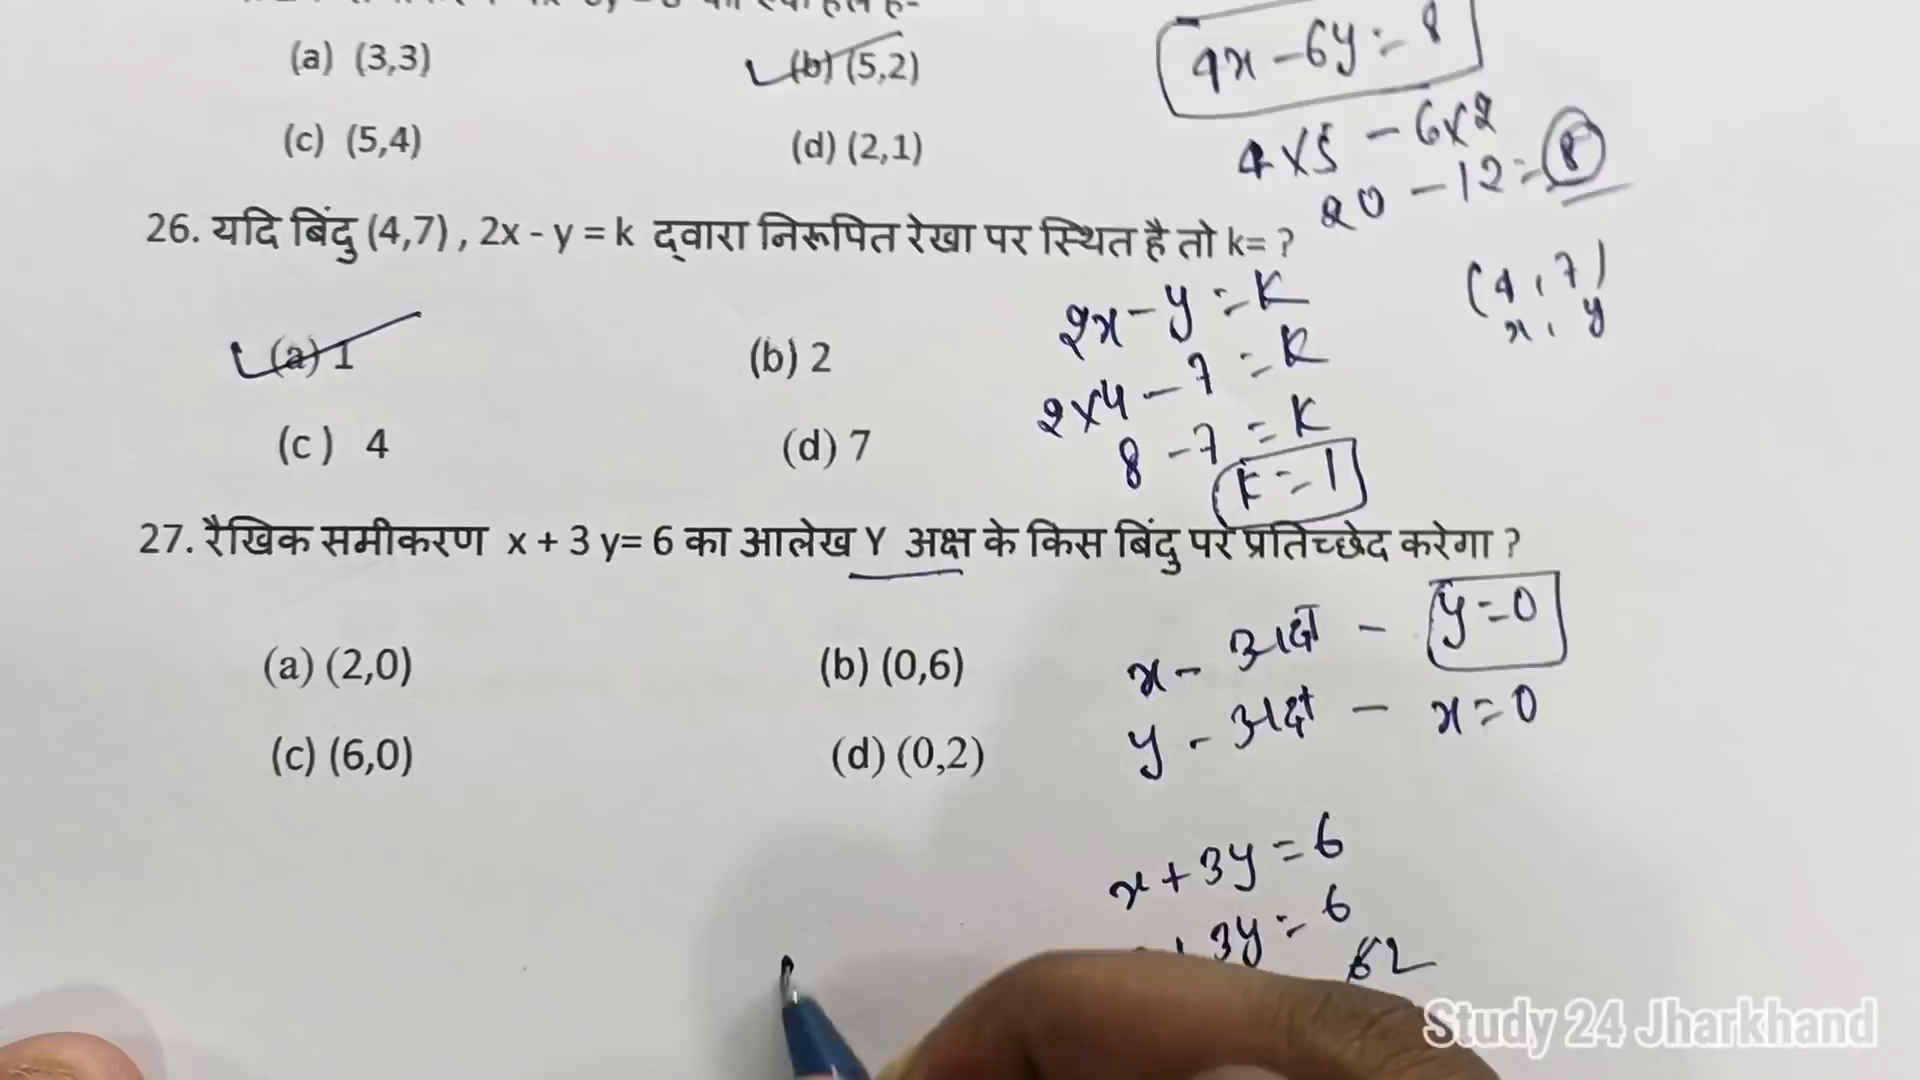 (a) (3,3)
(b) (5,2)
(c) (5,4)
(d) (2,1)
4x - 6y = 8
4 x 5 - 6 x 2
20 - 12 = 8
26. यदि बिंदु (4,7) , 2x - y = k द्वारा निरूपित रेखा पर स्थित है तो k= ?
(a) 1
(b) 2
(c ) 4
(d) 7
(4, 7)
x, y
2x - y = K
2x4 - 7 = K
8 - 7 = K
K = 1
27. रैखिक समीकरण x + 3 y= 6 का आलेख Y अक्ष के किस बिंदु पर प्रतिच्छेद करेगा ?
(a) (2,0)
(b) (0,6)
(c) (6,0)
(d) (0,2)
x - अक्ष - y = 0
y - अक्ष - x = 0
x + 3y = 6
3y = 6
62
Study 24 Jharkhand